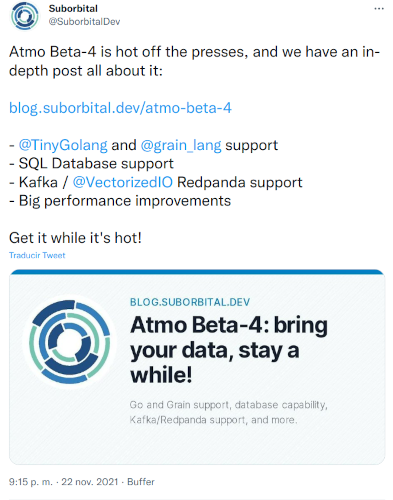 Suborbital
@SuborbitalDev
Atmo Beta-4 is hot off the presses, and we have an in-
depth post all about it:
blog.suborbital.dev/atmo-beta-4
- @TinyGolang and @grain_lang support
- SQL Database support
- Kafka / @VectorizedIO Redpanda support
- Big performance improvements
Get it while it's hot!
Traducir Tweet
BLOG.SUBORBITAL.DEV
Atmo Beta-4: bring
your data, stay a
while!
Go and Grain support, database capability,
Kafka/Redpanda support, and more.
9:15 p. m. · 22 nov. 2021 · Buffer